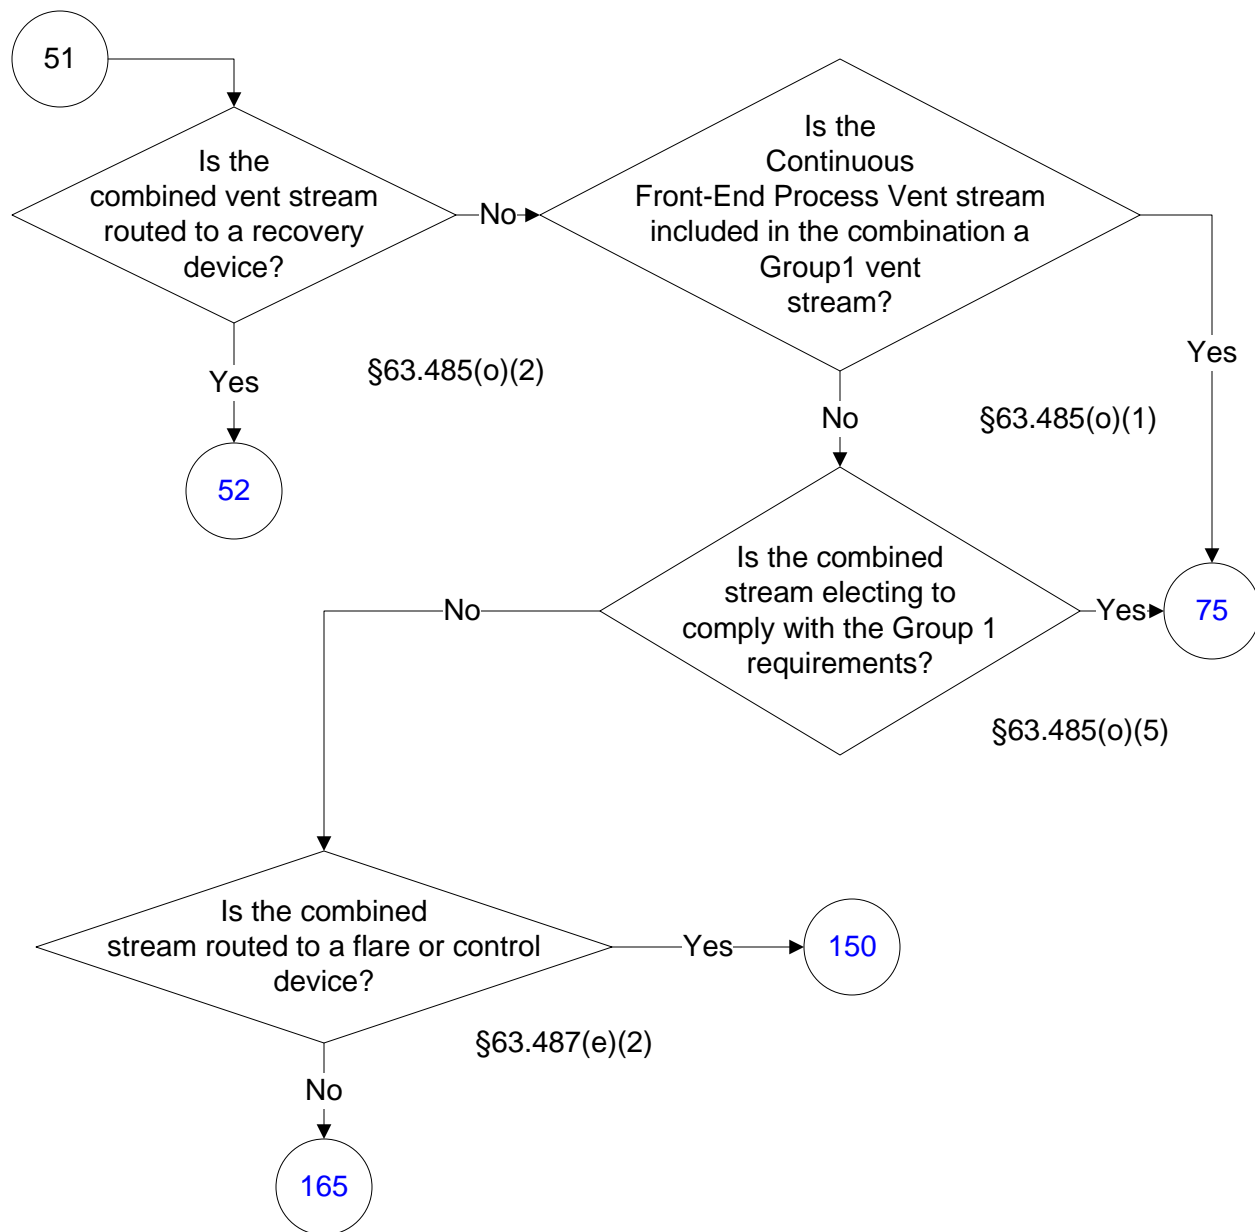 51
Is the
combined vent stream
routed to a recovery
device?
No
Is the
Continuous
Front-End Process Vent stream
included in the combination a
Group1 vent
stream?
Yes
§63.485(o)(2)
Yes
No
§63.485(o)(1)
52
Is the combined
stream electing to
comply with the Group 1
requirements?
No
Yes
75
§63.485(o)(5)
Is the combined
stream routed to a flare or control
device?
Yes
150
§63.487(e)(2)
No
165